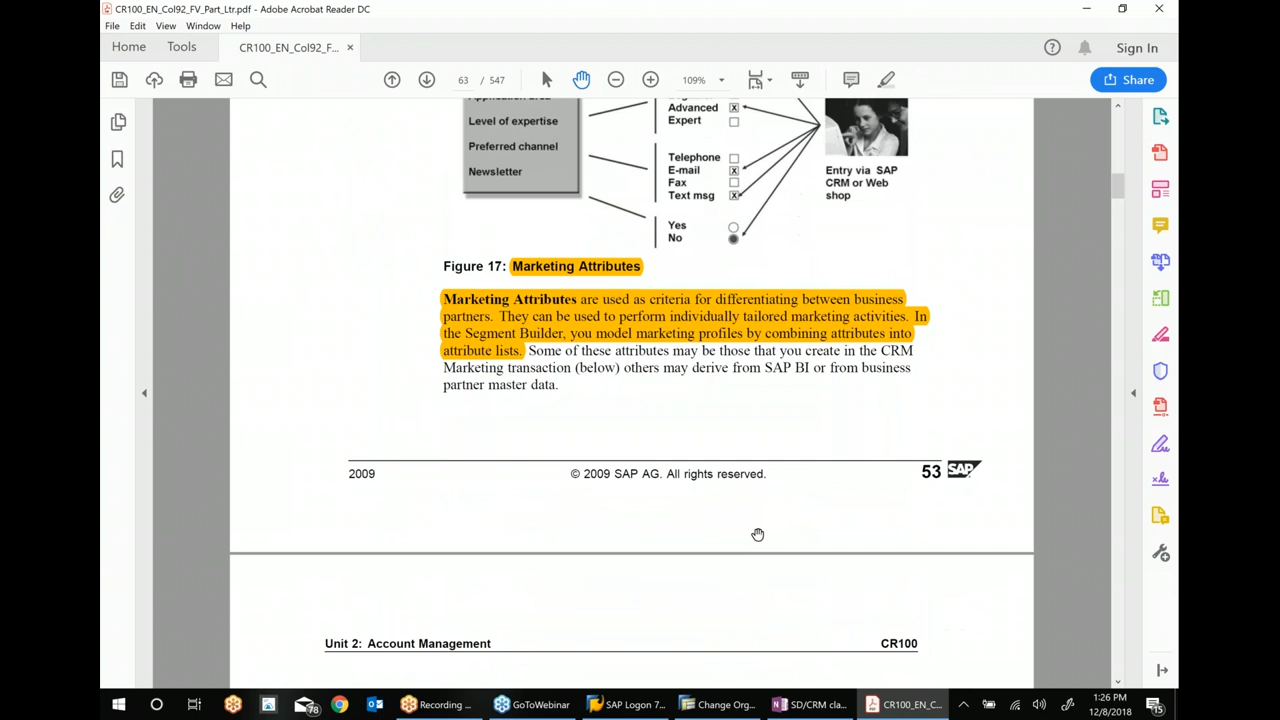 CR100_EN_Col92_FV_Part_Ltr.pdf - Adobe Acrobat Reader DC
File Edit View Window Help
Home Tools CR100_EN_Col92_F... × Sign In
63 / 547 109% Share
Level of expertise
Preferred channel
Newsletter
Advanced X
Expert
Telephone
E-mail X
Fax
Text msg X
Yes
No
Entry via SAP
CRM or Web
shop
Figure 17: Marketing Attributes
Marketing Attributes are used as criteria for differentiating between business
partners. They can be used to perform individually tailored marketing activities. In
the Segment Builder, you model marketing profiles by combining attributes into
attribute lists. Some of these attributes may be those that you create in the CRM
Marketing transaction (below) others may derive from SAP BI or from business
partner master data.
2009 © 2009 SAP AG. All rights reserved. 53 SAP
Unit 2: Account Management CR100
78 Recording ... GoToWebinar SAP Logon 7... Change Org... SD/CRM cla... CR100_EN_C... 15
1:26 PM
12/8/2018